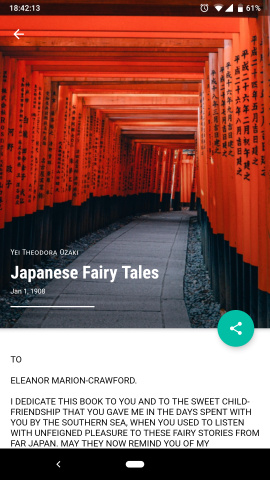 18:42:13
61%
YEI THEODORA OZAKI
Japanese Fairy Tales
Jan 1, 1908
TO
ELEANOR MARION-CRAWFORD.
I DEDICATE THIS BOOK TO YOU AND TO THE SWEET CHILD-
FRIENDSHIP THAT YOU GAVE ME IN THE DAYS SPENT WITH
YOU BY THE SOUTHERN SEA, WHEN YOU USED TO LISTEN
WITH UNFEIGNED PLEASURE TO THESE FAIRY STORIES FROM
FAR JAPAN. MAY THEY NOW REMIND YOU OF MY